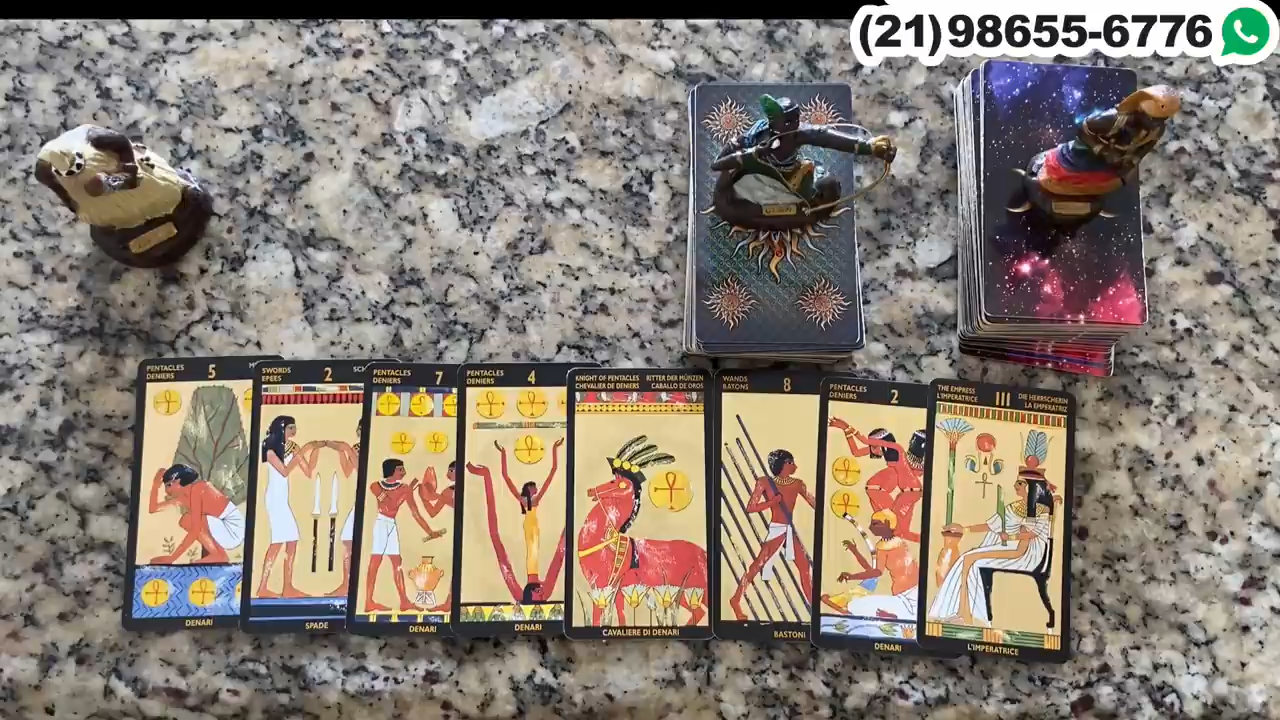 (21)98655-6776
PENTACLES
DENIERS
5
DENARI
SWORDS
EPEES
2
SPADE
PENTACLES
DENIERS
7
DENARI
PENTACLES
DENIERS
4
DENARI
KNIGHT OF PENTACLES
CHEVALIER DE DENIERS
RITTER DER MÜNZEN
CABALLO DE OROS
CAVALIERE DI DENARI
WANDS
BATONS
8
BASTONI
PENTACLES
DENIERS
2
DENARI
THE EMPRESS
L'IMPERATRICE
III
DIE HERRSCHERIN
LA EMPERATRIZ
L'IMPERATRICE